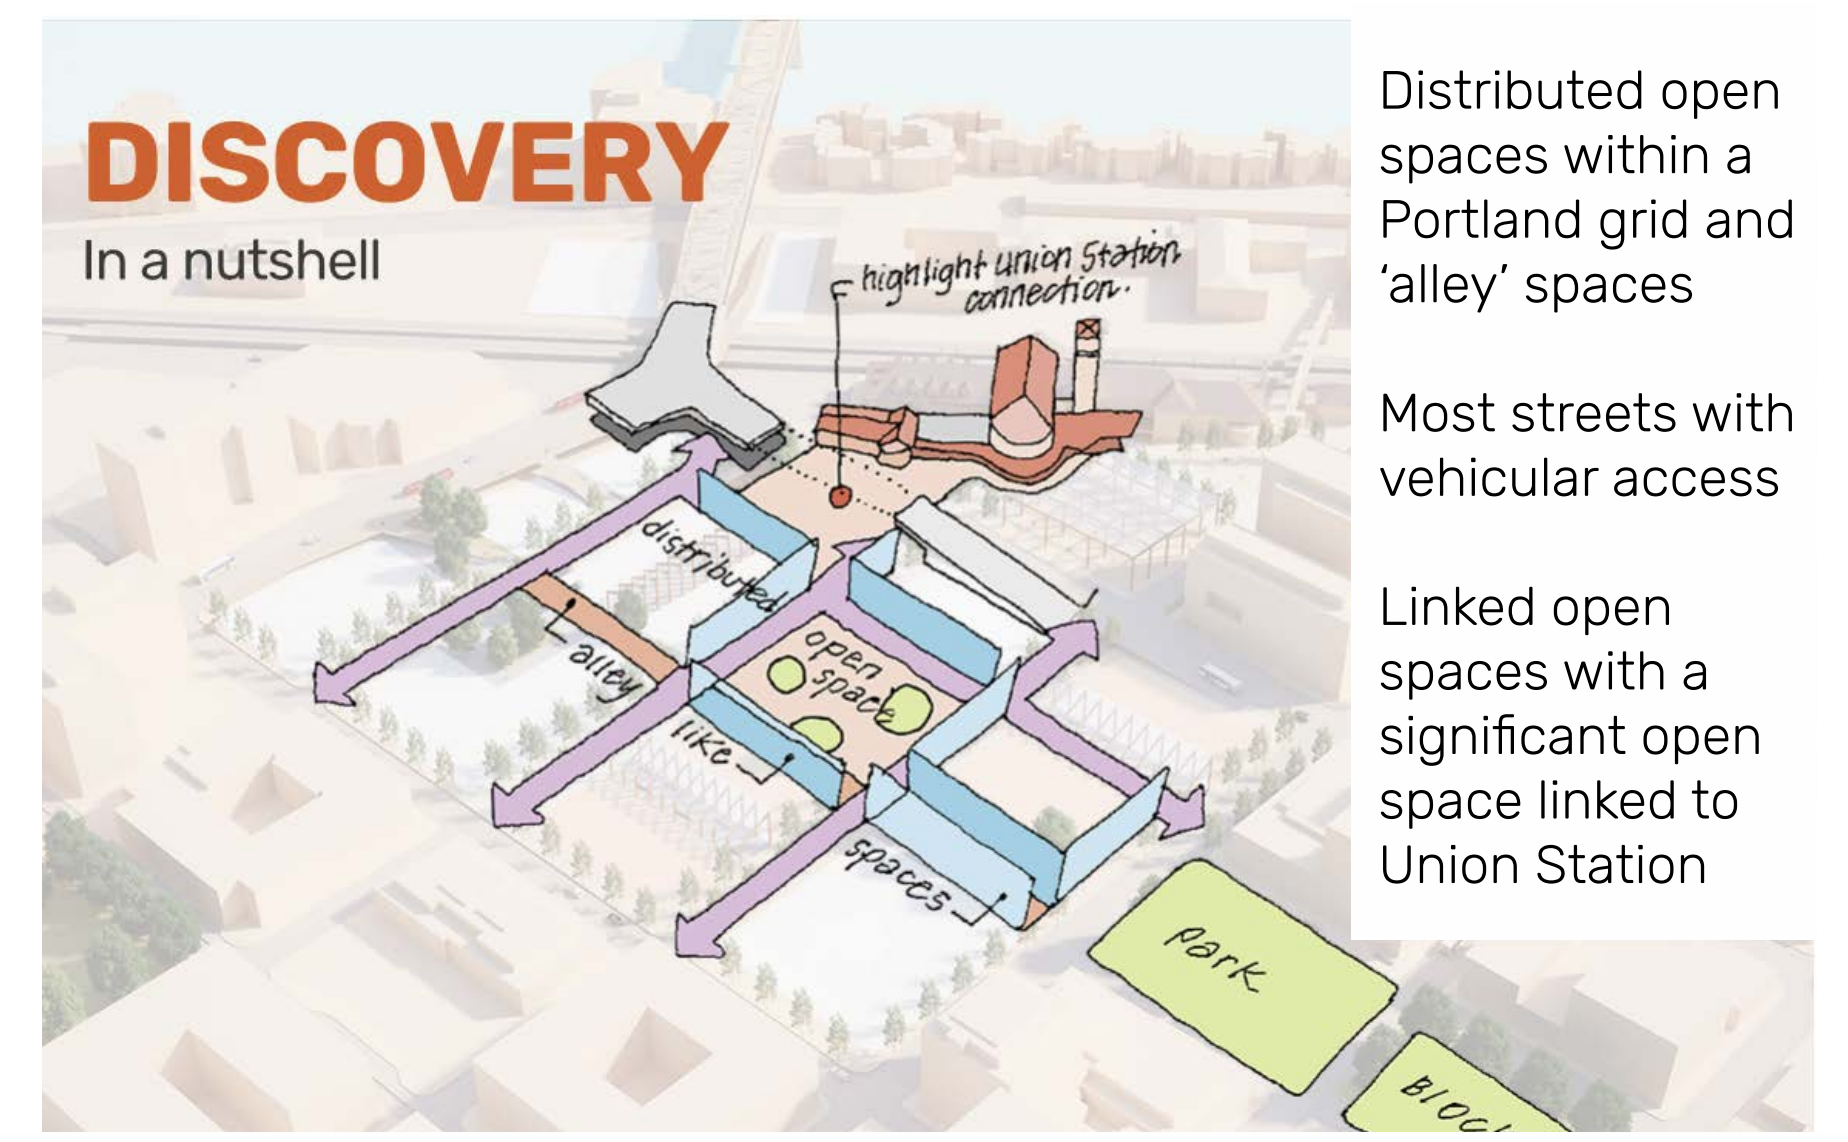 DISCOVERY
In a nutshell
highlight union Station
connection.
distributed
open
space
alley
like
spaces
Park
Distributed open
spaces within a
Portland grid and
‘alley’ spaces
Most streets with
vehicular access
Linked open
spaces with a
significant open
space linked to
Union Station